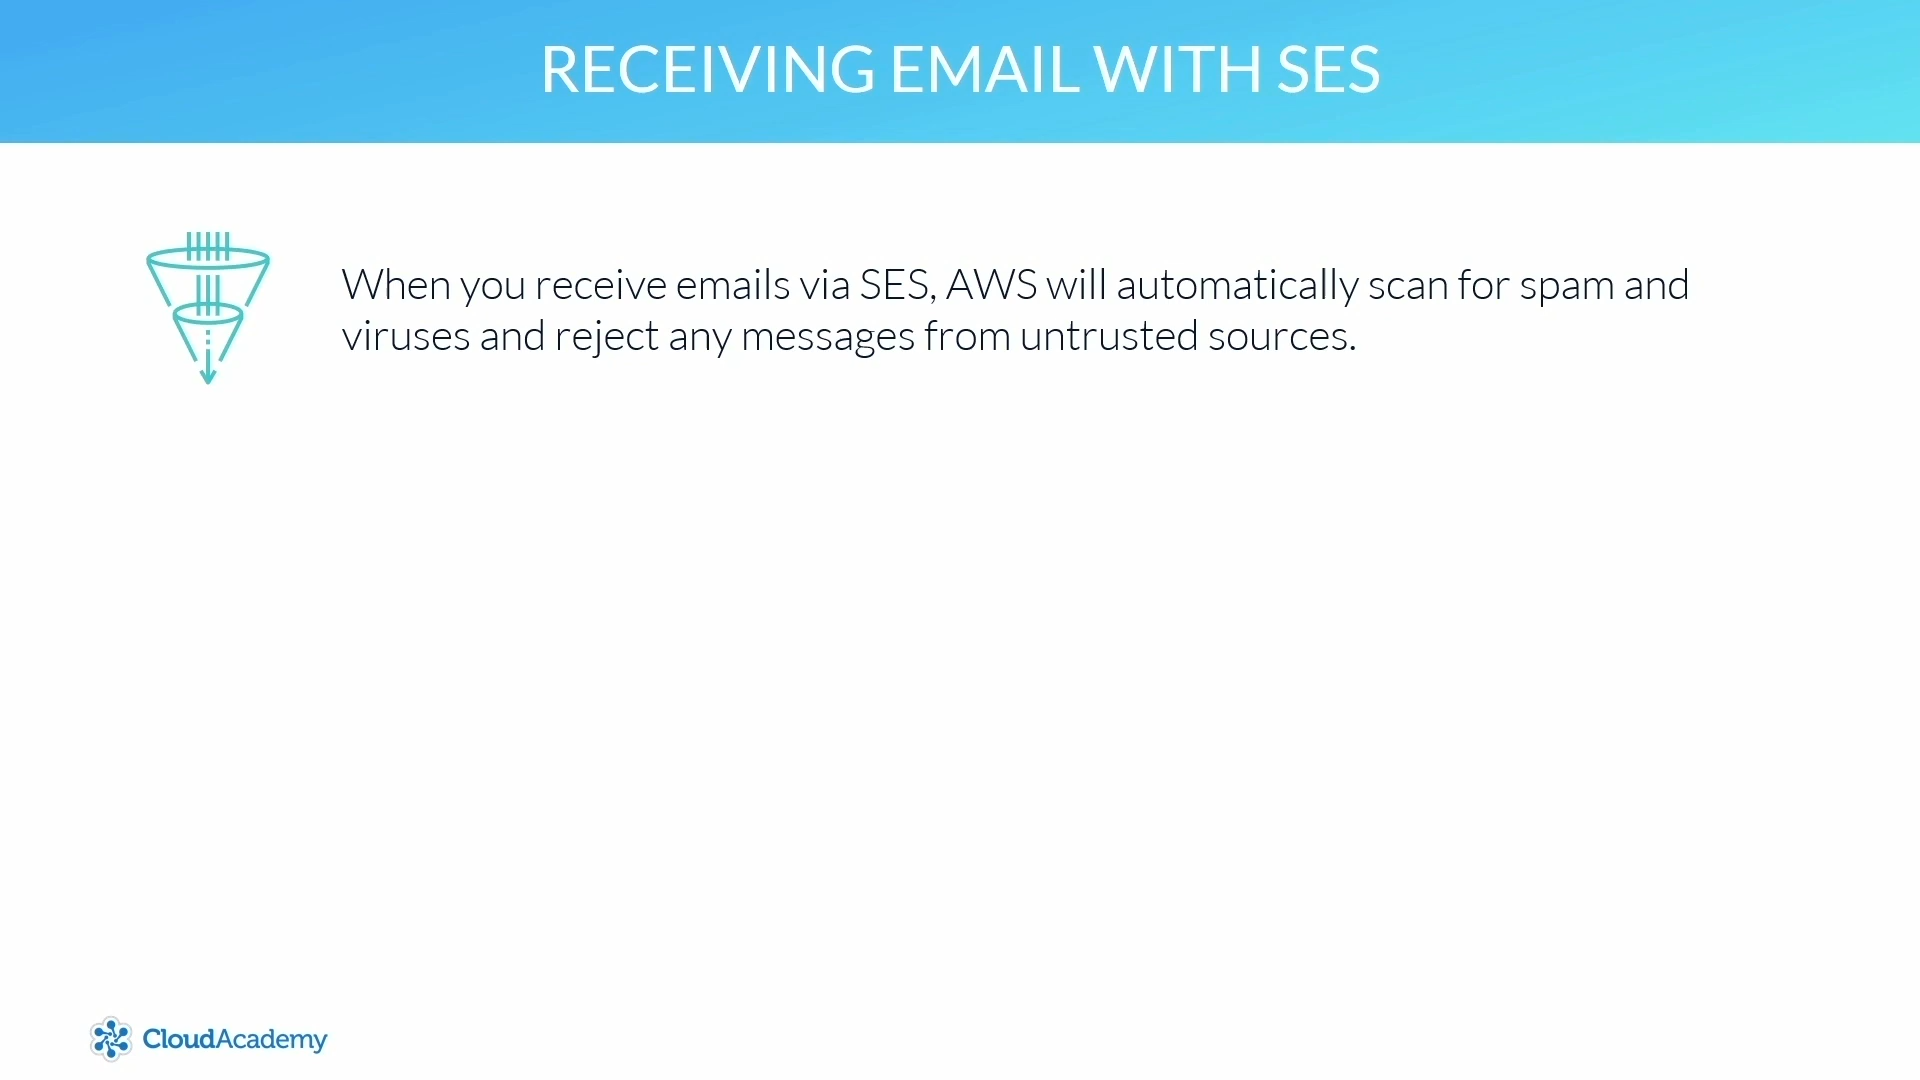 RECEIVING EMAIL WITH SES
When you receive emails via SES, AWS will automatically scan for spam and
viruses and reject any messages from untrusted sources.
CloudAcademy